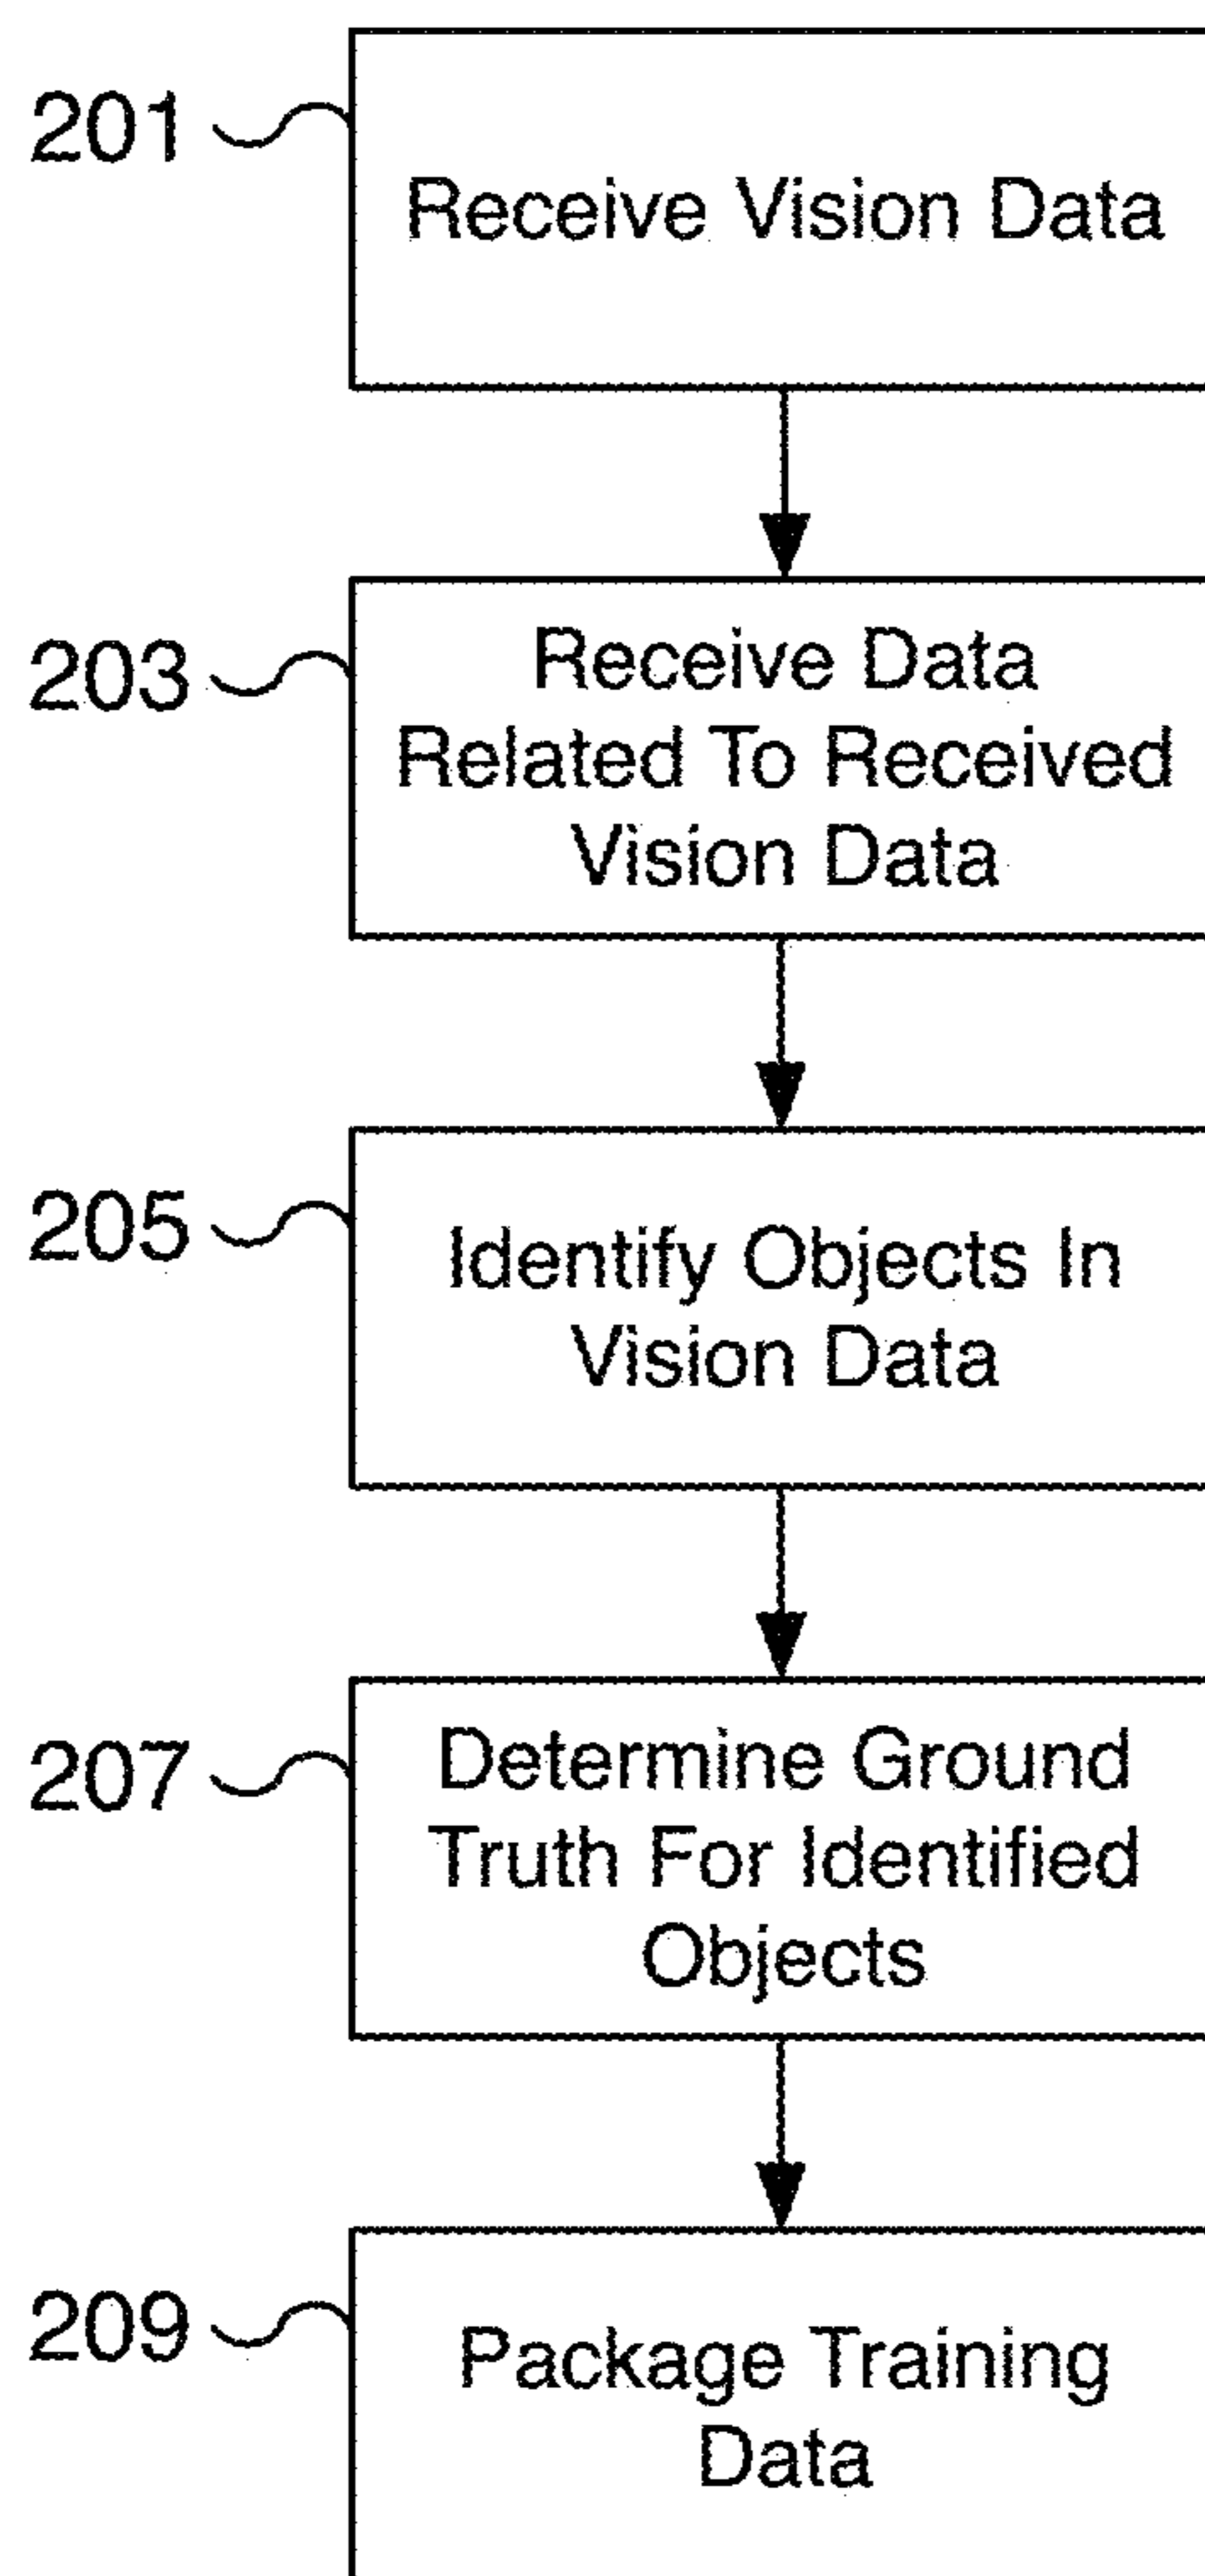 201
Receive Vision Data
203
Receive Data
Related To Received
Vision Data
205
Identify Objects In
Vision Data
207
Determine Ground
Truth For Identified
Objects
209
Package Training
Data